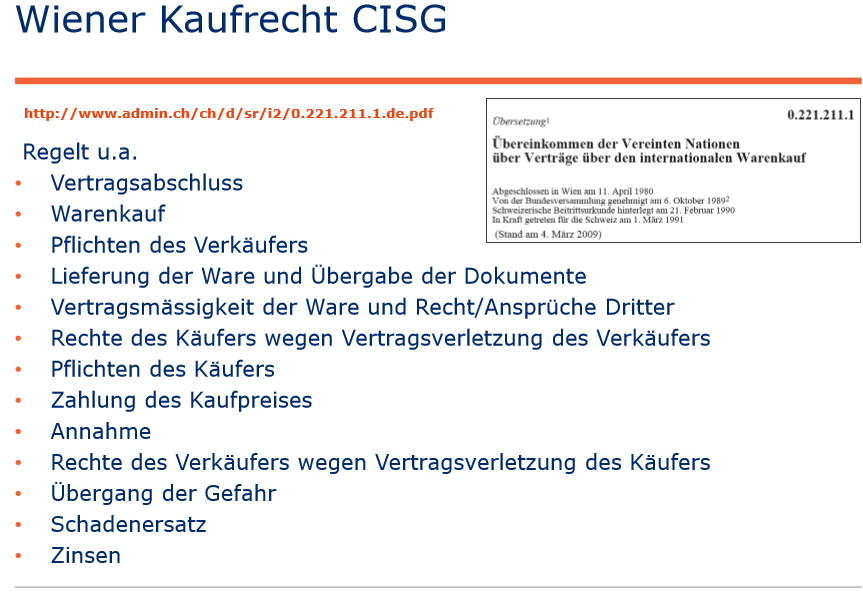 Wiener Kaufrecht CISG
http://www.admin.ch/ch/d/sr/i2/0.221.211.1.de.pdf
Übersetzung¹
0.221.211.1
Übereinkommen der Vereinten Nationen
über Verträge über den internationalen Warenkauf
Abgeschlossen in Wien am 11. April 1980
Von der Bundesversammlung genehmigt am 6. Oktober 1989²
Schweizerische Beitrittsurkunde hinterlegt am 21. Februar 1990
In Kraft getreten für die Schweiz am 1. März 1991
(Stand am 4. März 2009)
Regelt u.a.
• Vertragsabschluss
• Warenkauf
• Pflichten des Verkäufers
• Lieferung der Ware und Übergabe der Dokumente
• Vertragsmässigkeit der Ware und Recht/Ansprüche Dritter
• Rechte des Käufers wegen Vertragsverletzung des Verkäufers
• Pflichten des Käufers
• Zahlung des Kaufpreises
• Annahme
• Rechte des Verkäufers wegen Vertragsverletzung des Käufers
• Übergang der Gefahr
• Schadenersatz
• Zinsen